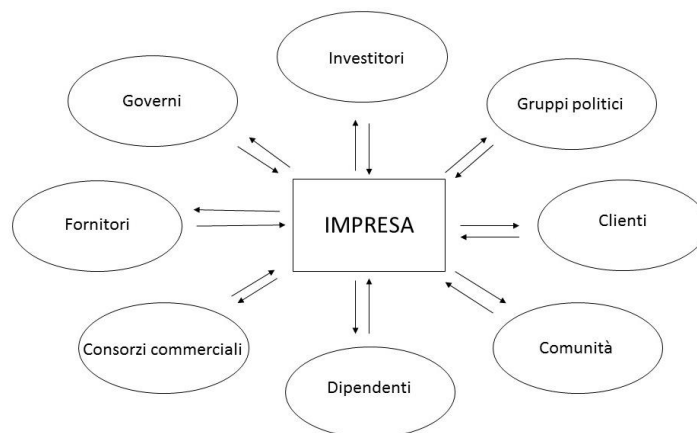 Investitori
Governi
Gruppi politici
Fornitori
IMPRESA
Clienti
Consorzi commerciali
Comunità
Dipendenti